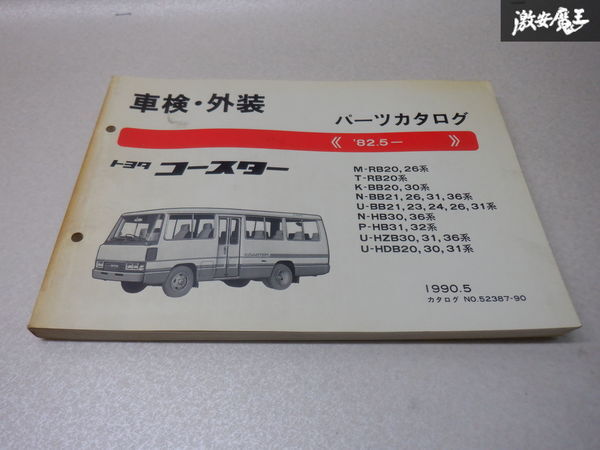 激安魔王
車検・外装
パーツカタログ
《 '82.5ー 》
トヨタ コースター
M-RB20,26系
T-RB20系
K-BB20,30系
N-BB21,26,31,36系
U-BB21,23,24,26,31系
N-HB30,36系
P-HB31,32系
U-HZB30,31,36系
U-HDB20,30,31系
1990.5
カタログ NO.52387-90